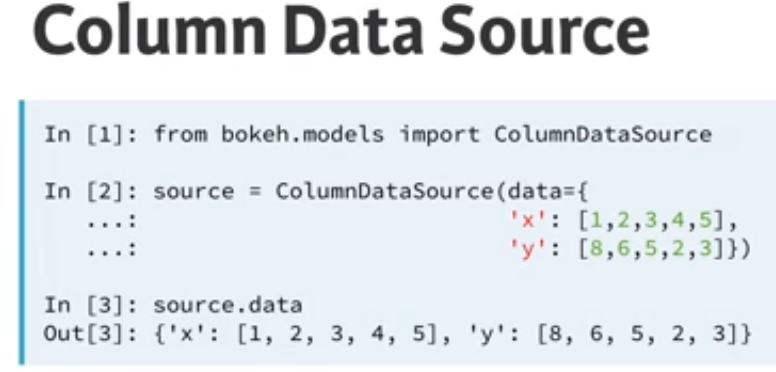 Column Data Source
In [1]: from bokeh.models import ColumnDataSource
In [2]: source = ColumnDataSource(data={
...: 'x': [1,2,3,4,5],
...: 'y': [8,6,5,2,3]})
In [3]: source.data
Out[3]: {'x': [1, 2, 3, 4, 5], 'y': [8, 6, 5, 2, 3]}